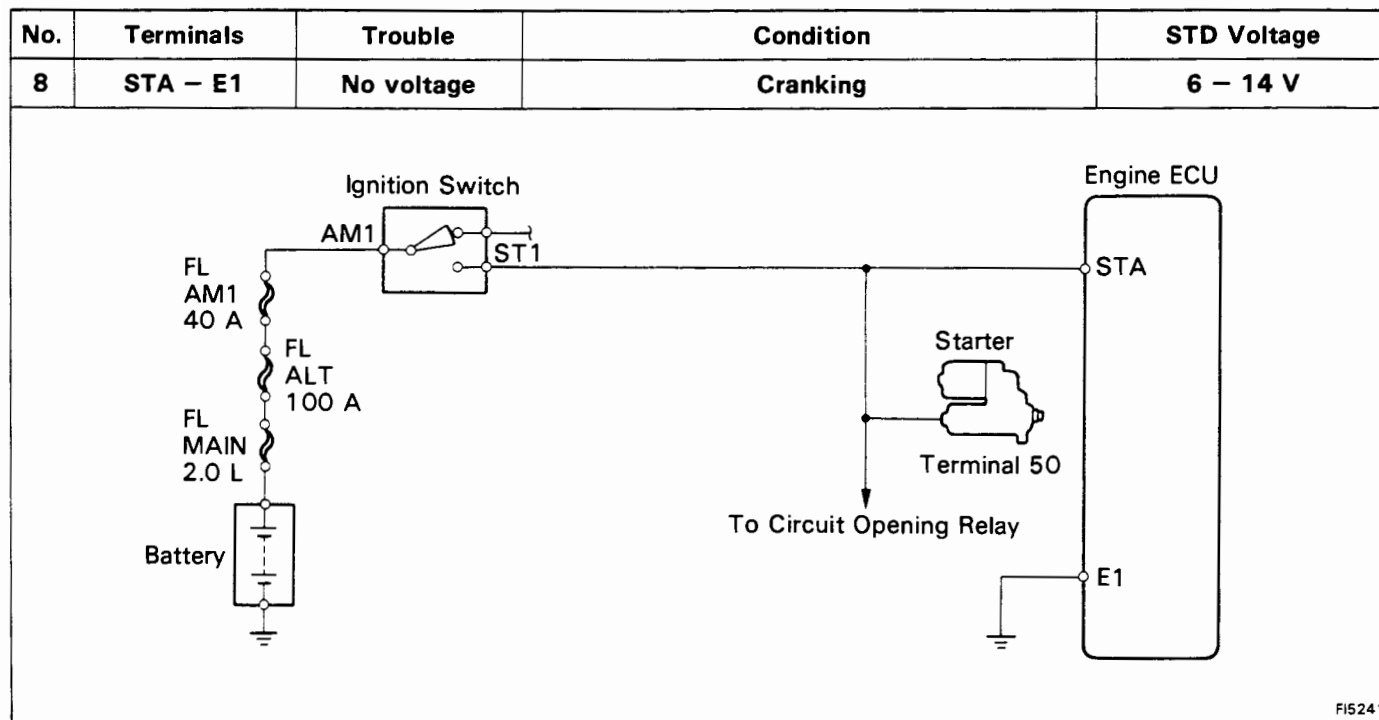 No. Terminals Trouble Condition STD Voltage
8 STA – E1 No voltage Cranking 6 – 14 V
Ignition Switch
Engine ECU
AM1
ST1
STA
FL
AM1
40 A
FL
ALT
100 A
FL
MAIN
2.0 L
Starter
Terminal 50
To Circuit Opening Relay
Battery
E1
FI5241